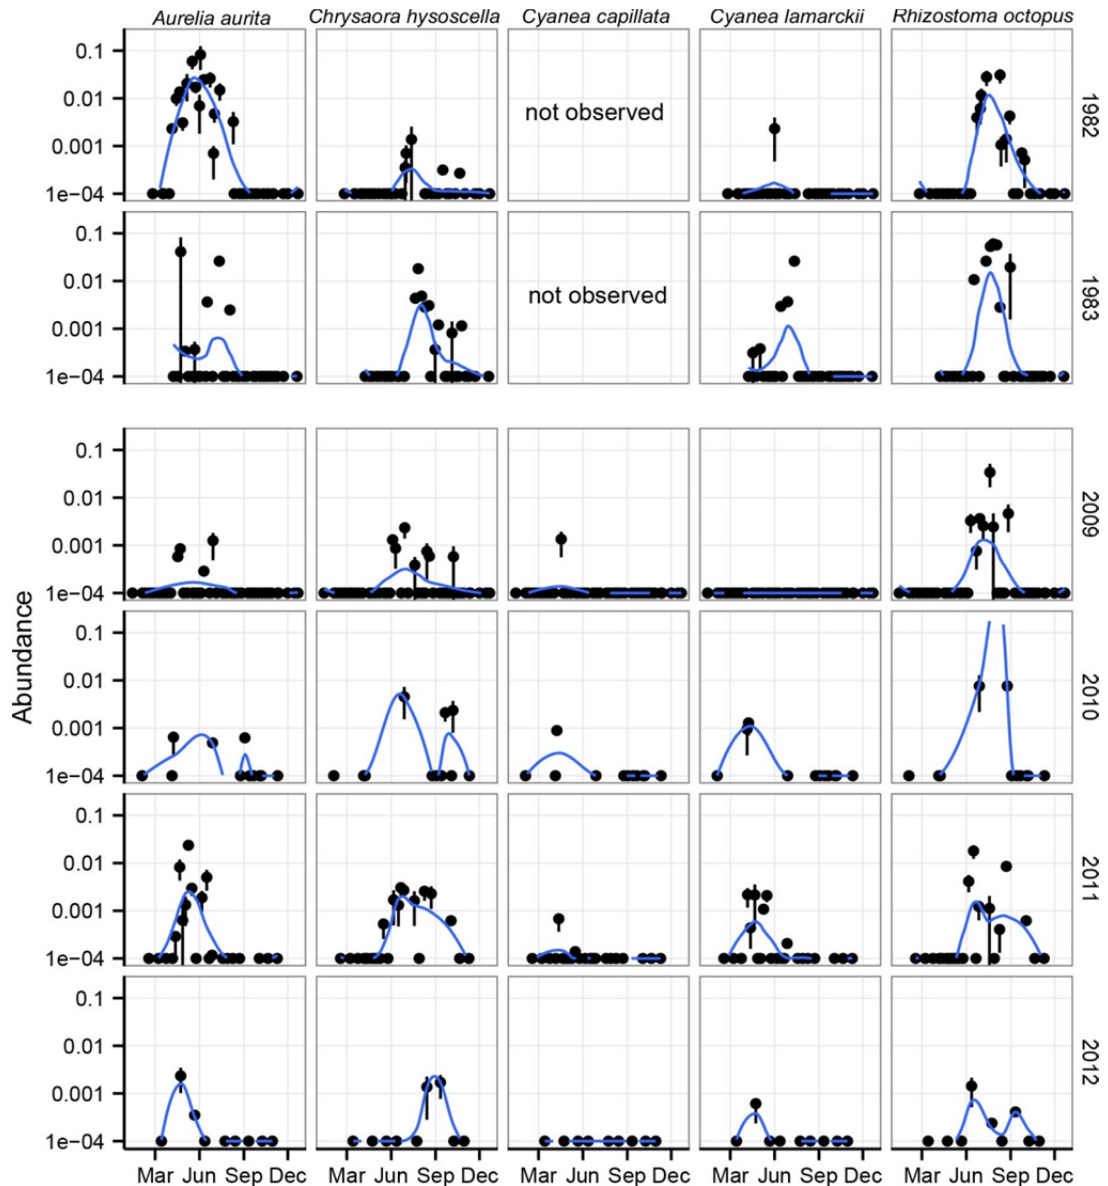 Aurelia aurita Chrysaora hysoscella Cyanea capillata Cyanea lamarckii Rhizostoma octopus
0.1
0.01
0.001
1e−04
not observed
1982
0.1
0.01
0.001
1e−04
not observed
1983
Abundance
0.1
0.01
0.001
1e−04
2009
0.1
0.01
0.001
1e−04
2010
0.1
0.01
0.001
1e−04
2011
0.1
0.01
0.001
1e−04
2012
Mar Jun Sep Dec Mar Jun Sep Dec Mar Jun Sep Dec Mar Jun Sep Dec Mar Jun Sep Dec